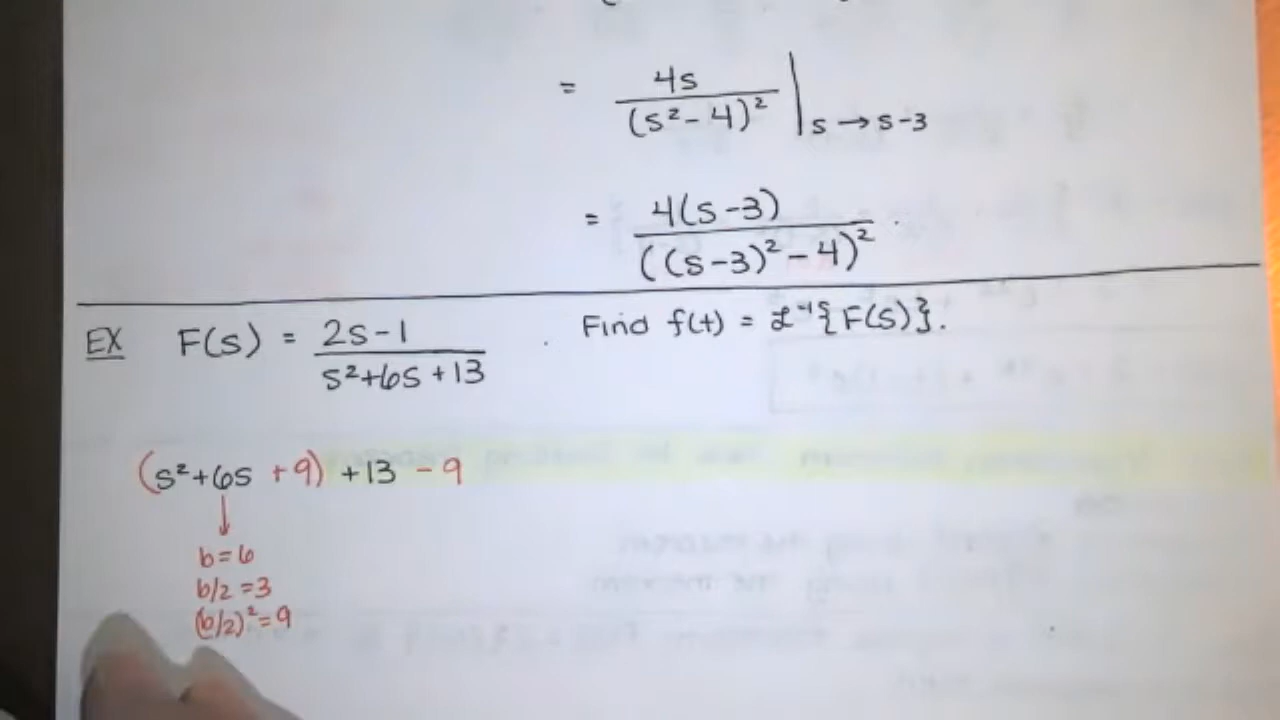 = 4s/(s²-4)² | s→s-3
= 4(s-3)/((s-3)²-4)² .
EX F(s) = (2s-1)/(s²+6s+13) . Find f(t) = ℒ⁻¹{F(s)}.
(s²+6s +9) +13 -9
↓
b=6
b/2=3
(b/2)²=9